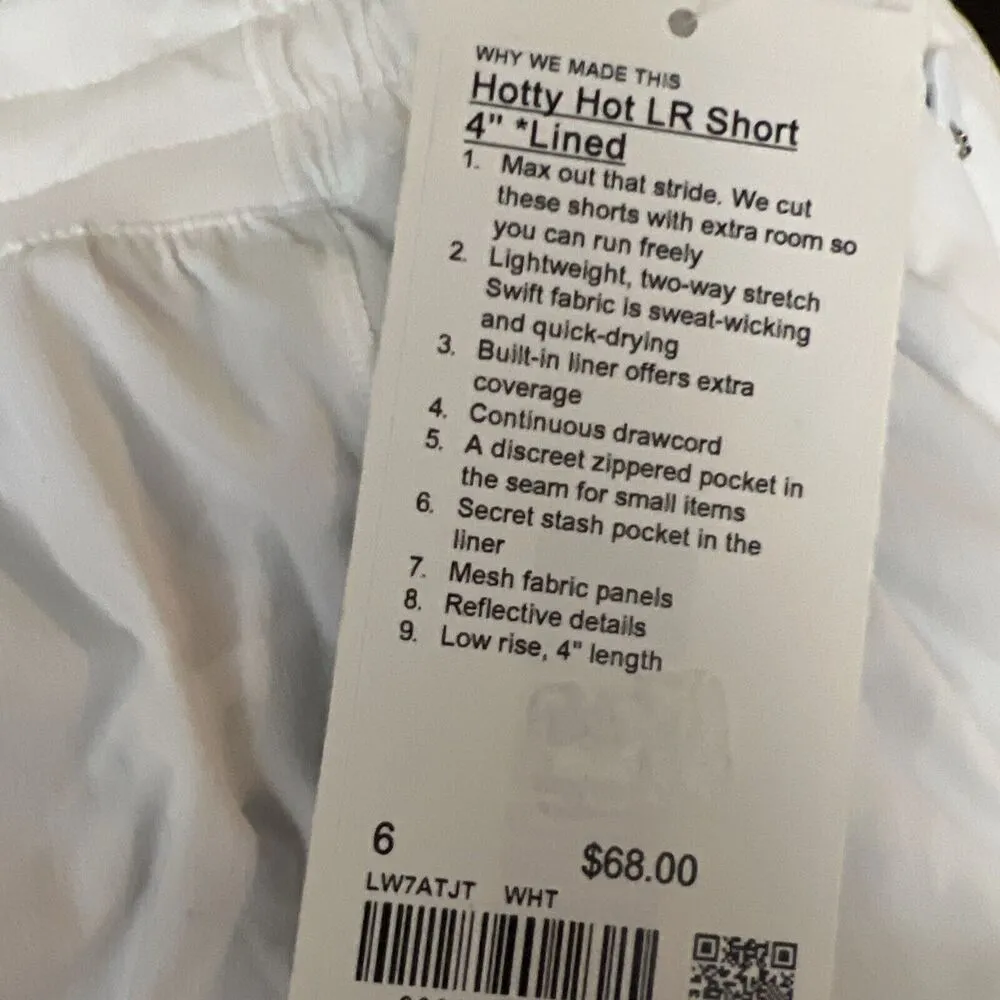 WHY WE MADE THIS
Hotty Hot LR Short
4" *Lined
1. Max out that stride. We cut
these shorts with extra room so
you can run freely
2. Lightweight, two-way stretch
Swift fabric is sweat-wicking
and quick-drying
3. Built-in liner offers extra
coverage
4. Continuous drawcord
5. A discreet zippered pocket in
the seam for small items
6. Secret stash pocket in the
liner
7. Mesh fabric panels
8. Reflective details
9. Low rise, 4" length
6 $68.00
LW7ATJT WHT